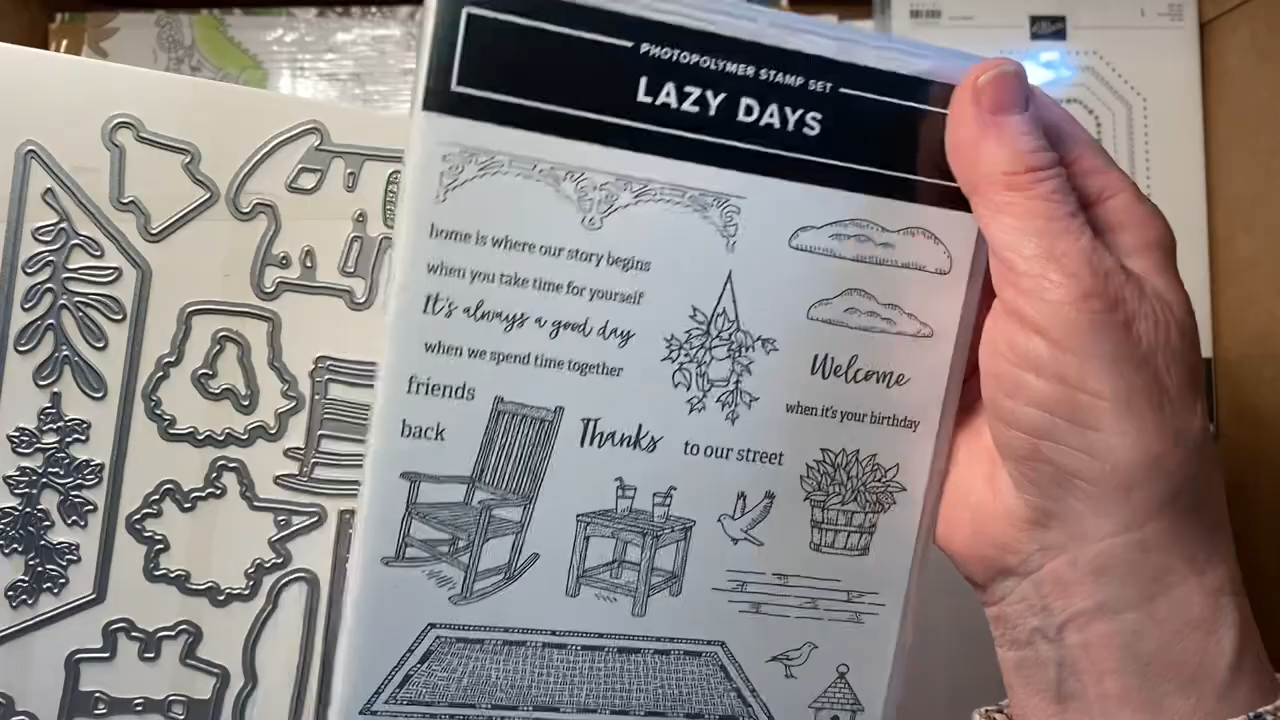 PHOTOPOLYMER STAMP SET
LAZY DAYS
home is where our story begins
when you take time for yourself
It's always a good day
when we spend time together
friends
back
Thanks
to our street
Welcome
when it's your birthday